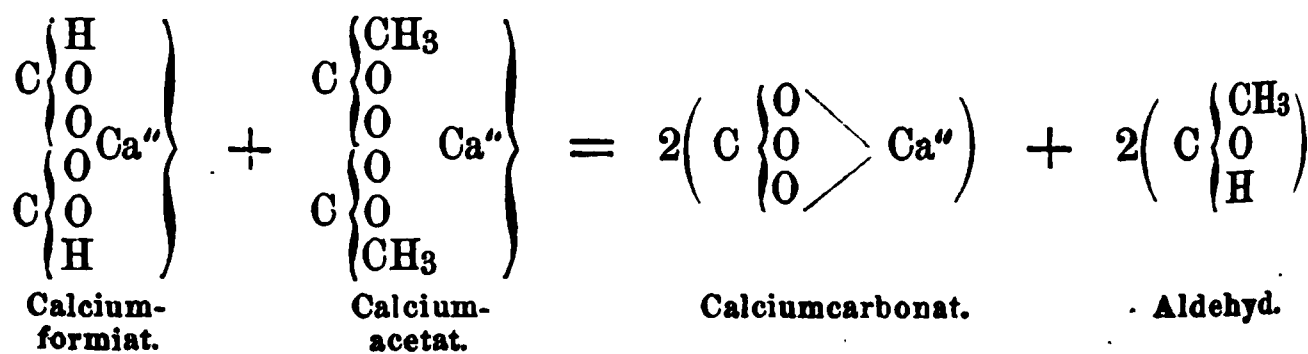 H CH3
C O C O O CH3
O O
O Ca″ + Ca″ = 2( C O Ca″ ) + 2( C O )
O O
C O C O O H
H CH3
Calcium- Calcium- Calciumcarbonat. Aldehyd.
formiat. acetat.